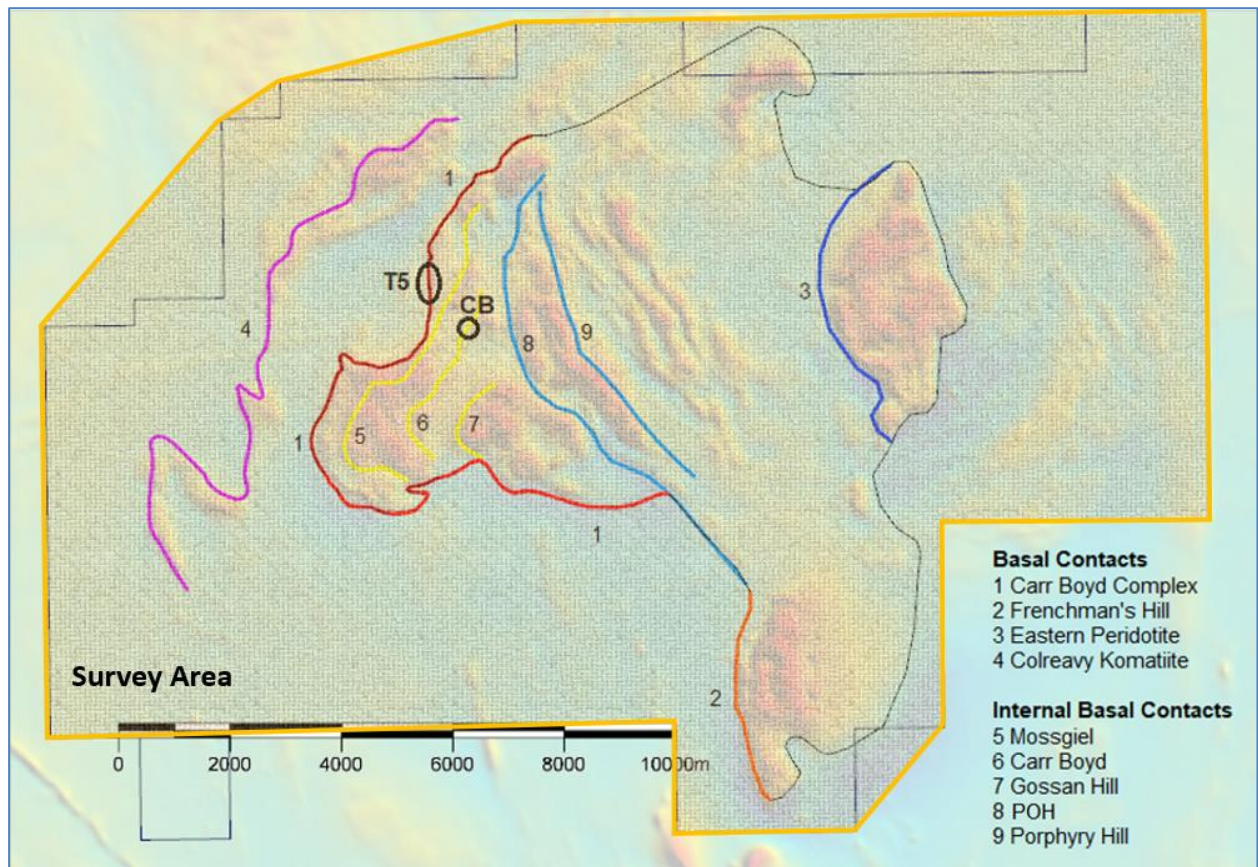 1
T5
CB
4
3
8
9
5
6
7
1
1
2
Survey Area
0 2000 4000 6000 8000 10000m
Basal Contacts
1 Carr Boyd Complex
2 Frenchman's Hill
3 Eastern Peridotite
4 Colreavy Komatiite
Internal Basal Contacts
5 Mossgiel
6 Carr Boyd
7 Gossan Hill
8 POH
9 Porphyry Hill